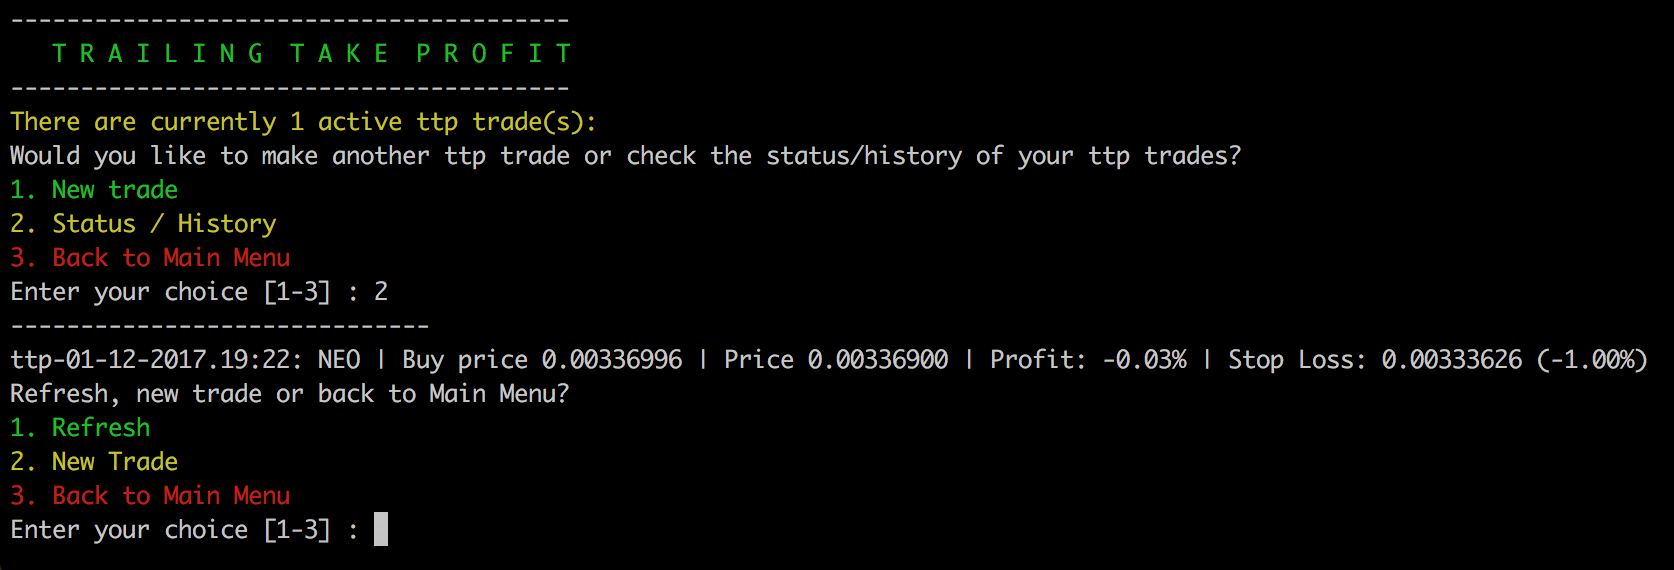 ----------------------------------------
T R A I L I N G  T A K E  P R O F I T
----------------------------------------
There are currently 1 active ttp trade(s):
Would you like to make another ttp trade or check the status/history of your ttp trades?
1. New trade
2. Status / History
3. Back to Main Menu
Enter your choice [1-3] : 2
------------------------------
ttp-01-12-2017.19:22: NEO | Buy price 0.00336996 | Price 0.00336900 | Profit: -0.03% | Stop Loss: 0.00333626 (-1.00%)
Refresh, new trade or back to Main Menu?
1. Refresh
2. New Trade
3. Back to Main Menu
Enter your choice [1-3] :